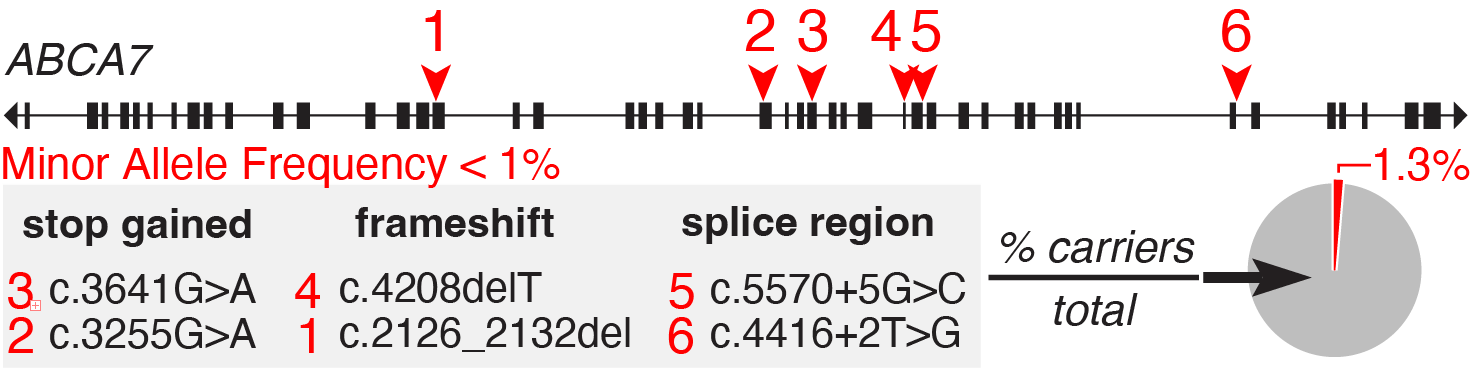 1 2 3 4 5 6
ABCA7
Minor Allele Frequency < 1%
1.3%
stop gained frameshift splice region
3 c.3641G>A 4 c.4208delT 5 c.5570+5G>C
2 c.3255G>A 1 c.2126_2132del 6 c.4416+2T>G
% carriers
total